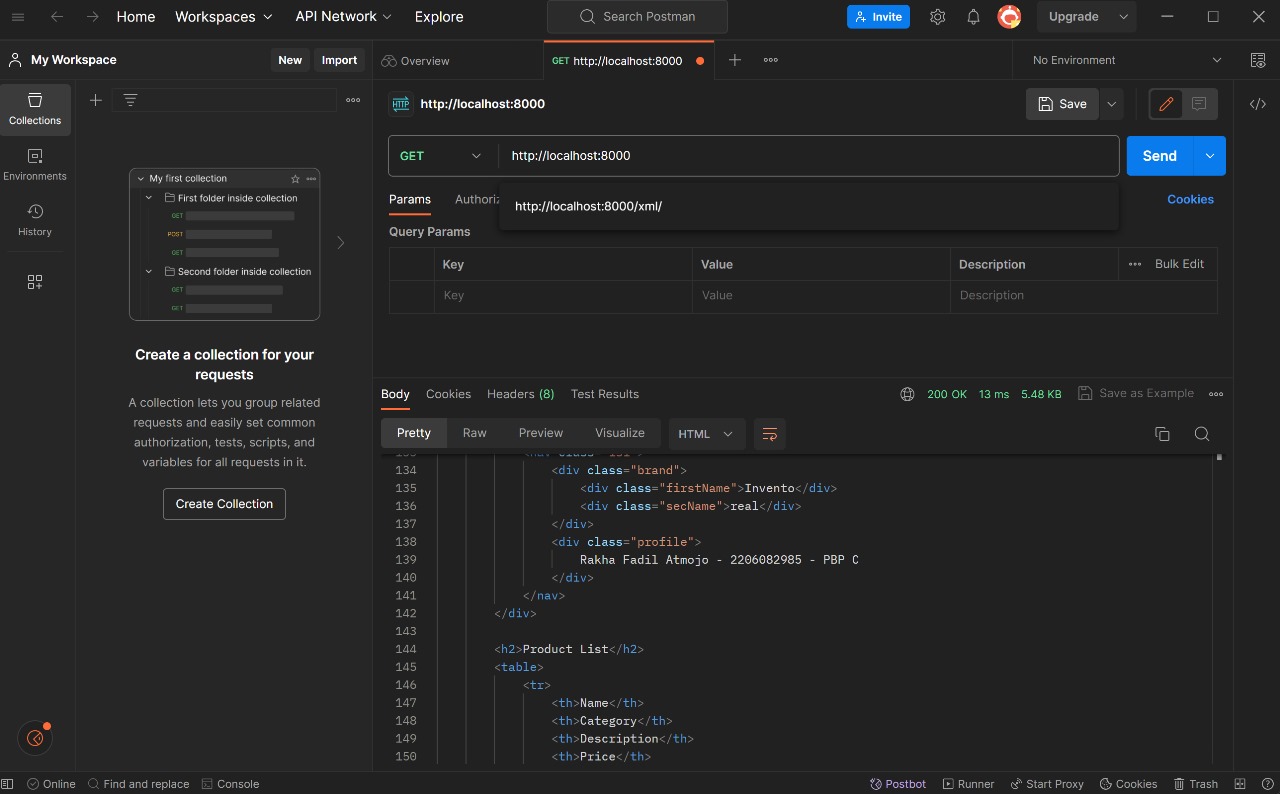 Home Workspaces API Network Explore Search Postman Invite Upgrade
My Workspace New Import Overview GET http://localhost:8000 No Environment
Collections
Environments
History
My first collection
First folder inside collection
GET
POST
GET
Second folder inside collection
GET
GET
Create a collection for your
requests
A collection lets you group related
requests and easily set common
authorization, tests, scripts, and
variables for all requests in it.
Create Collection
HTTP http://localhost:8000 Save
GET http://localhost:8000 Send
Params Authoriz http://localhost:8000/xml/ Cookies
Query Params
Key Value Description Bulk Edit
Key Value Description
Body Cookies Headers (8) Test Results 200 OK 13 ms 5.48 KB Save as Example
Pretty Raw Preview Visualize HTML
134 <div class="brand">
135 <div class="firstName">Invento</div>
136 <div class="secName">real</div>
137 </div>
138 <div class="profile">
139 Rakha Fadil Atmojo - 2206082985 - PBP C
140 </div>
141 </nav>
142 </div>
143
144 <h2>Product List</h2>
145 <table>
146 <tr>
147 <th>Name</th>
148 <th>Category</th>
149 <th>Description</th>
150 <th>Price</th>
Online Find and replace Console Postbot Runner Start Proxy Cookies Trash